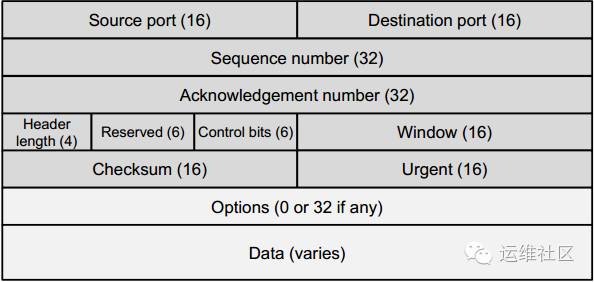 Source port (16)
Destination port (16)
Sequence number (32)
Acknowledgement number (32)
Header
length (4)
Reserved (6)
Control bits (6)
Window (16)
Checksum (16)
Urgent (16)
Options (0 or 32 if any)
Data (varies)
运维社区